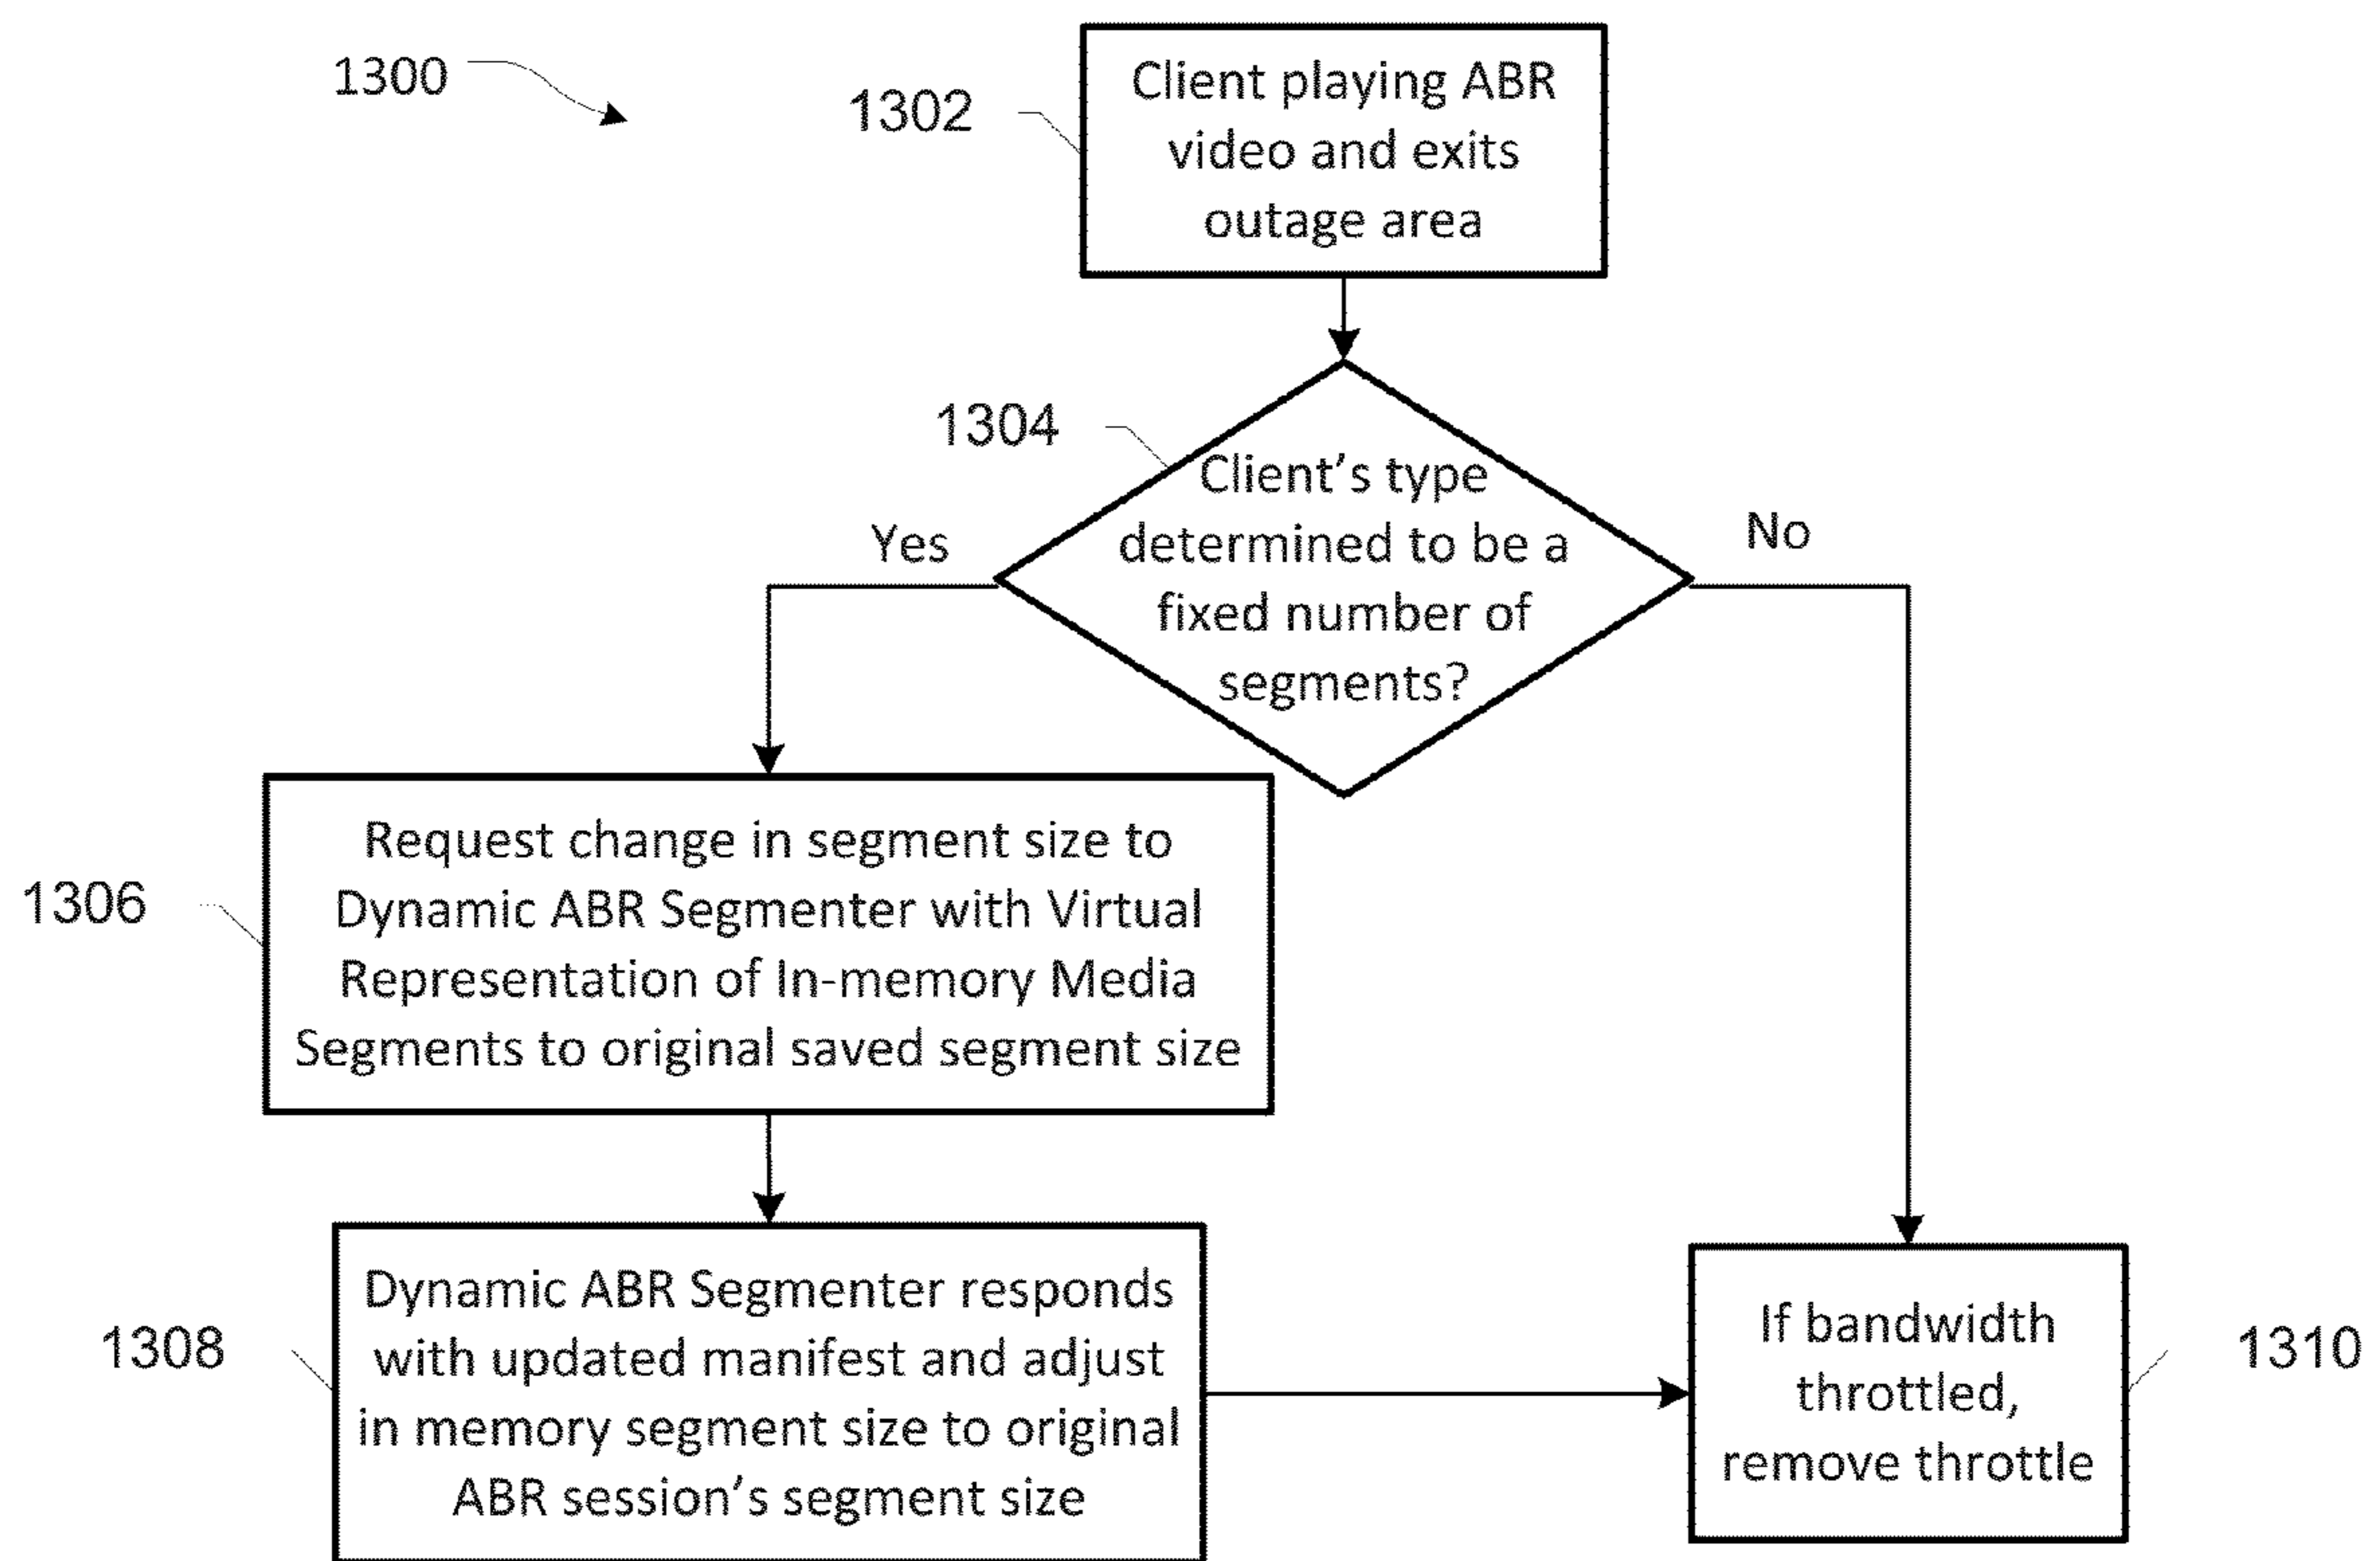 1300
1302
Client playing ABR
video and exits
outage area
1304
Client's type
determined to be a
fixed number of
segments?
Yes
No
1306
Request change in segment size to
Dynamic ABR Segmenter with Virtual
Representation of In-memory Media
Segments to original saved segment size
1308
Dynamic ABR Segmenter responds
with updated manifest and adjust
in memory segment size to original
ABR session's segment size
If bandwidth
throttled,
remove throttle
1310